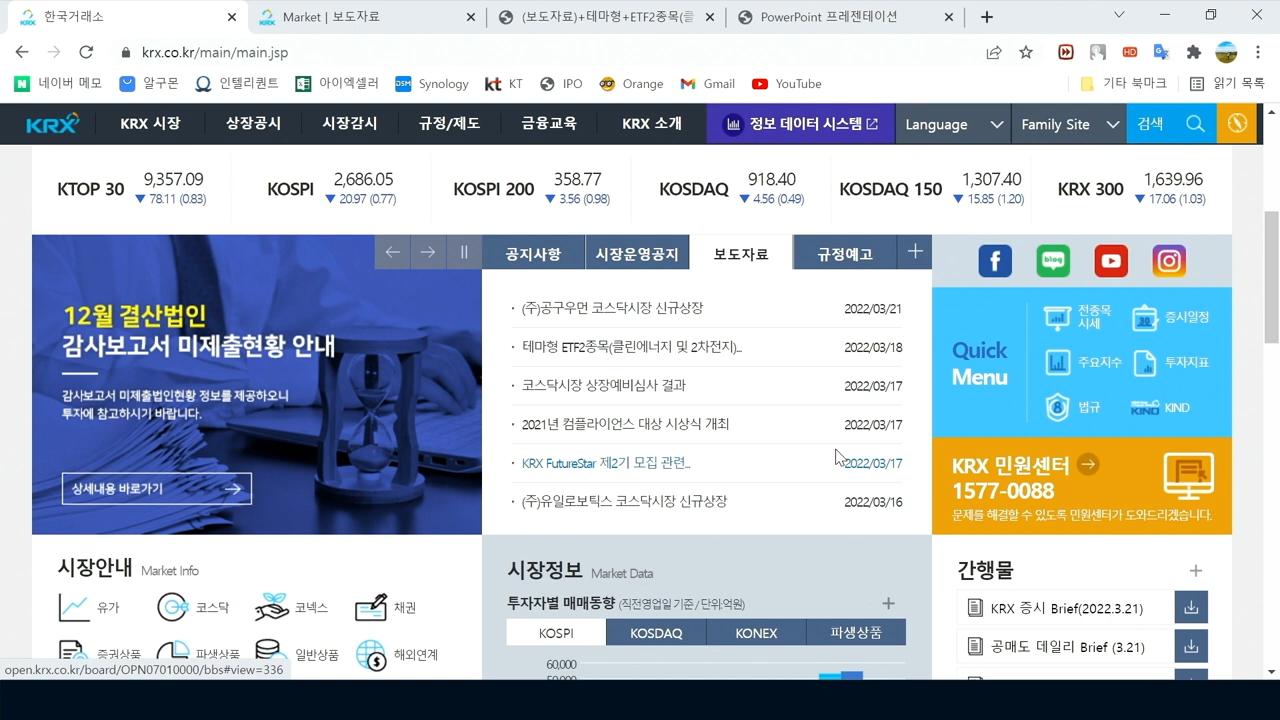 한국거래소
Market | 보도자료
(보도자료)+테마형+ETF2종목(클
PowerPoint 프레젠테이션
krx.co.kr/main/main.jsp
HD
네이버 메모
알구몬
인텔리퀀트
아이엑셀러
DSM Synology
kt KT
IPO
Orange
Gmail
YouTube
기타 북마크
읽기 목록
KRX
KRX 시장
상장공시
시장감시
규정/제도
금융교육
KRX 소개
정보 데이터 시스템
Language
Family Site
검색
KTOP 30 9,357.09
▼ 78.11 (0.83)
KOSPI 2,686.05
▼ 20.97 (0.77)
KOSPI 200 358.77
▼ 3.56 (0.98)
KOSDAQ 918.40
▼ 4.56 (0.49)
KOSDAQ 150 1,307.40
▼ 15.85 (1.20)
KRX 300 1,639.96
▼ 17.06 (1.03)
12월 결산법인
감사보고서 미제출현황 안내
감사보고서 미제출법인현황 정보를 제공하오니
투자에 참고하시기 바랍니다.
상세내용 바로가기
공지사항
시장운영공지
보도자료
규정예고
· (주)공구우먼 코스닥시장 신규상장 2022/03/21
· 테마형 ETF2종목(클린에너지 및 2차전지)... 2022/03/18
· 코스닥시장 상장예비심사 결과 2022/03/17
· 2021년 컴플라이언스 대상 시상식 개최 2022/03/17
· KRX FutureStar 제2기 모집 관련... 2022/03/17
· (주)유일로보틱스 코스닥시장 신규상장 2022/03/16
blog
Quick
Menu
전종목
시세
30
증시일정
주요지수
투자지표
법규
KIND
KIND
KRX 민원센터
1577-0088
문제를 해결할 수 있도록 민원센터가 도와드리겠습니다.
시장안내 Market Info
유가
코스닥
코넥스
채권
증권상품
파생상품
일반상품
해외연계
시장정보 Market Data
투자자별 매매동향 (직전영업일 기준 / 단위:억원)
KOSPI
KOSDAQ
KONEX
파생상품
60,000
50,000
간행물
KRX 증시 Brief(2022.3.21)
공매도 데일리 Brief (3.21)
open.krx.co.kr/board/OPN07010000/bbs#view=336